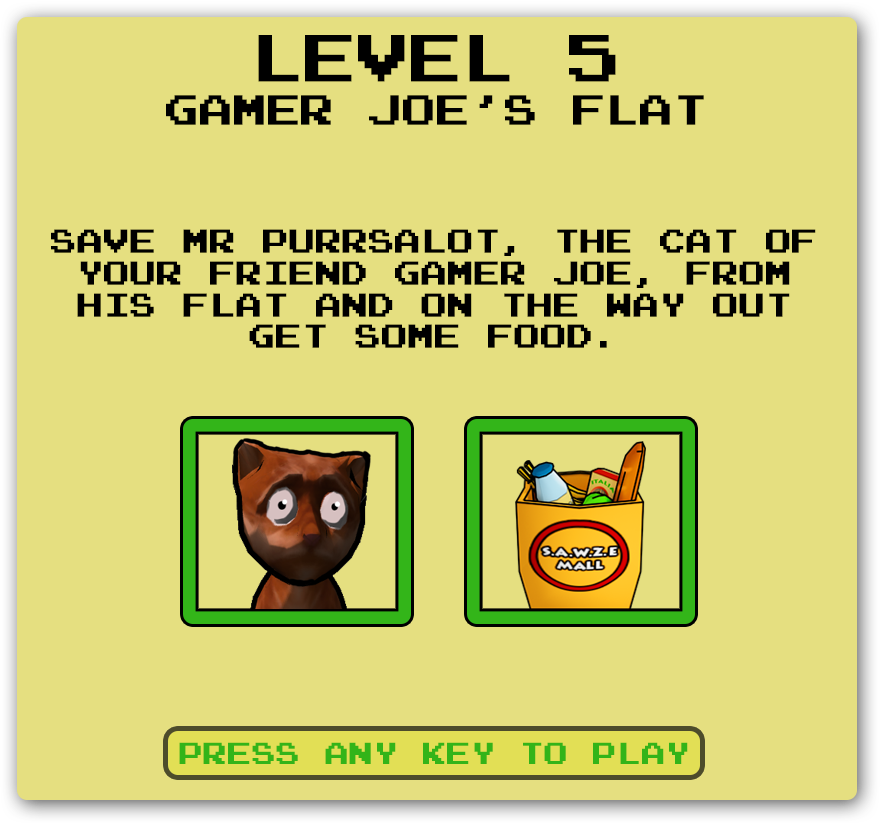 LEVEL 5
GAMER JOE'S FLAT
SAVE MR PURRSALOT, THE CAT OF
YOUR FRIEND GAMER JOE, FROM
HIS FLAT AND ON THE WAY OUT
GET SOME FOOD.
ITALIA
S.A.W.Z.E
MALL
PRESS ANY KEY TO PLAY